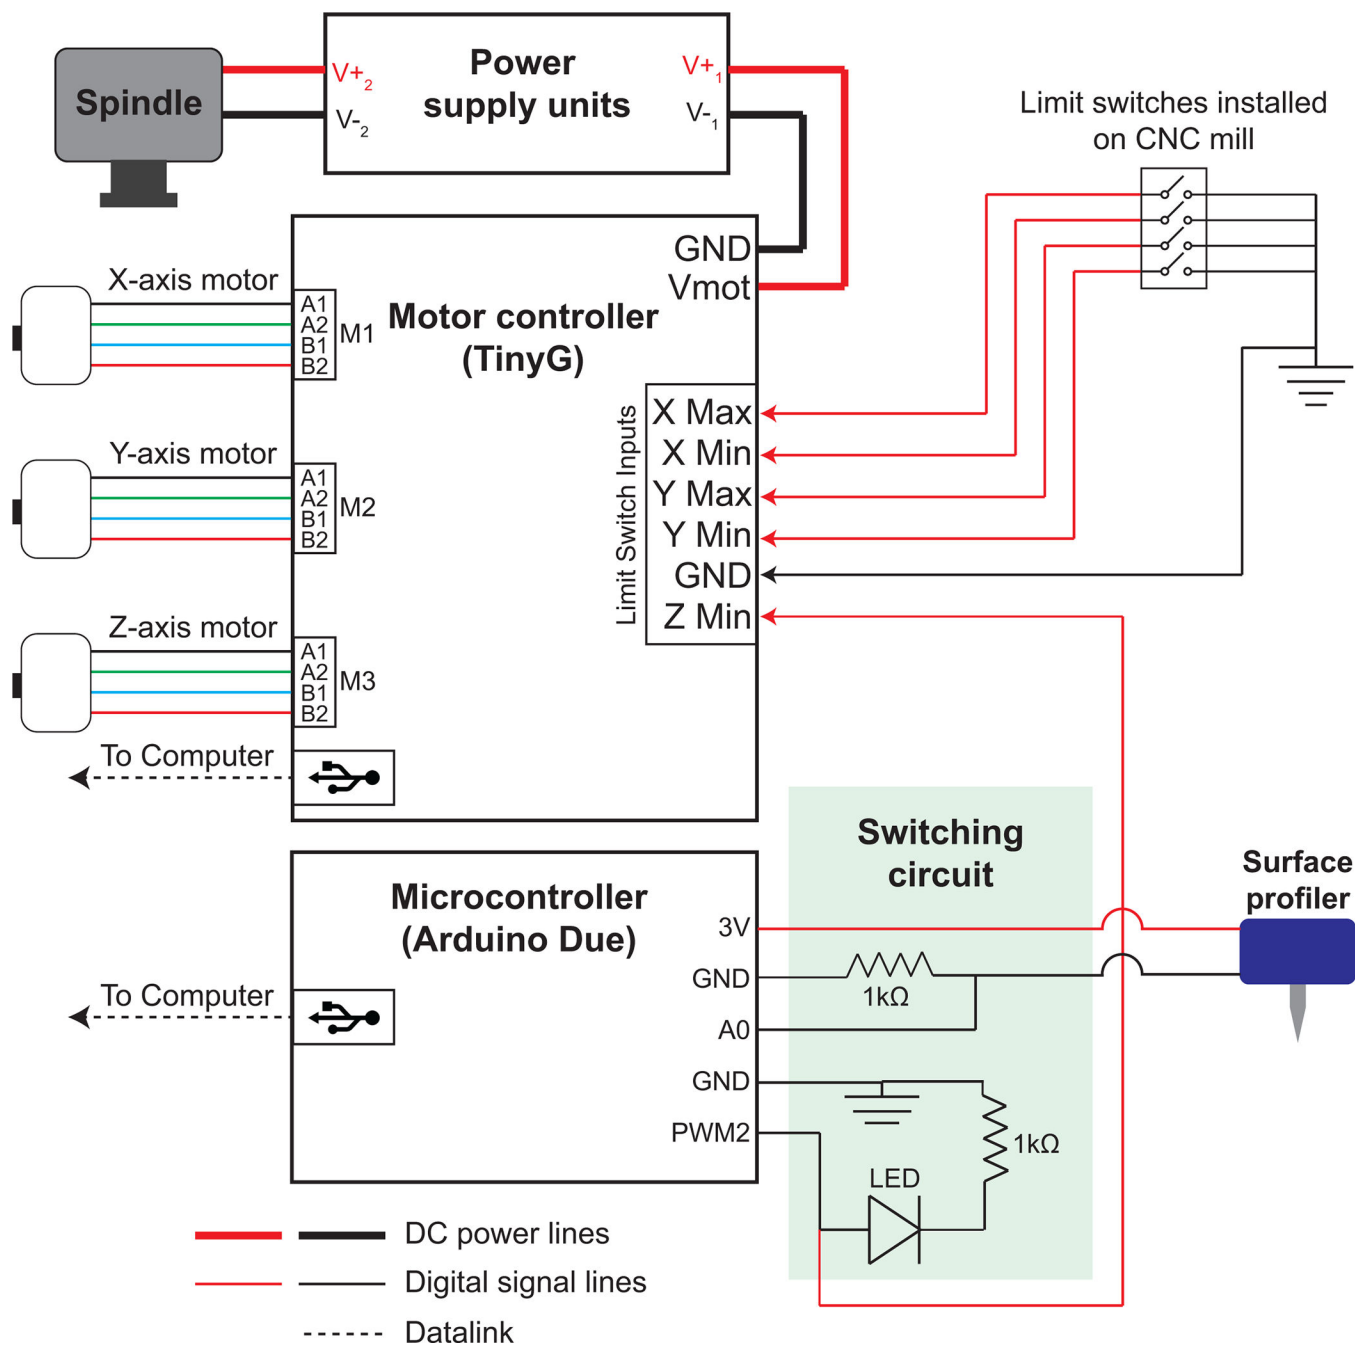 Spindle
V+2
V-2
Power
supply units
V+1
V-1
Limit switches installed
on CNC mill
GND
Vmot
Motor controller
(TinyG)
X-axis motor
A1
A2
B1
B2
M1
Y-axis motor
A1
A2
B1
B2
M2
Z-axis motor
A1
A2
B1
B2
M3
Limit Switch Inputs
X Max
X Min
Y Max
Y Min
GND
Z Min
To Computer
Microcontroller
(Arduino Due)
To Computer
3V
GND
A0
GND
PWM2
Switching
circuit
1kΩ
1kΩ
LED
Surface
profiler
DC power lines
Digital signal lines
Datalink